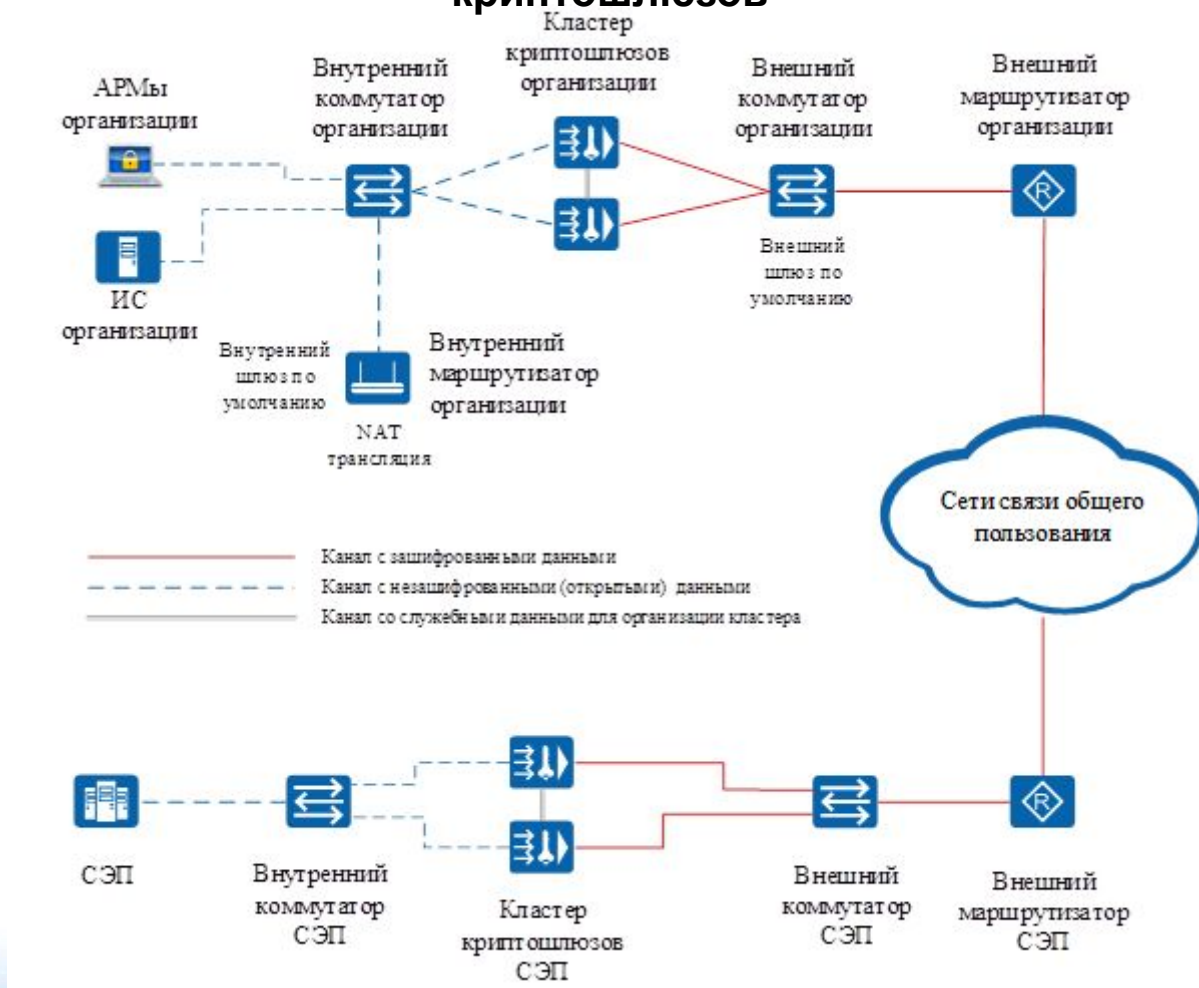 криптошлюзов
Кластер
криптошлюзов
организации
Внутренний
коммутатор
организации
Внешний
коммутатор
организации
Внешний
маршрутизатор
организации
АРМы
организации
R
Внешний
шлюз по
умолчанию
ИС
организации
Внутренний
шлюз по
умолчанию
Внутренний
маршрутизатор
организации
NAT
трансляция
Сети связи общего
пользования
Канал с зашифрованными данными
Канал с незашифрованными (открытыми) данными
Канал со служебными данными для организации кластера
R
СЭП
Внутренний
коммутатор
СЭП
Кластер
криптошлюзов
СЭП
Внешний
коммутатор
СЭП
Внешний
маршрутизатор
СЭП